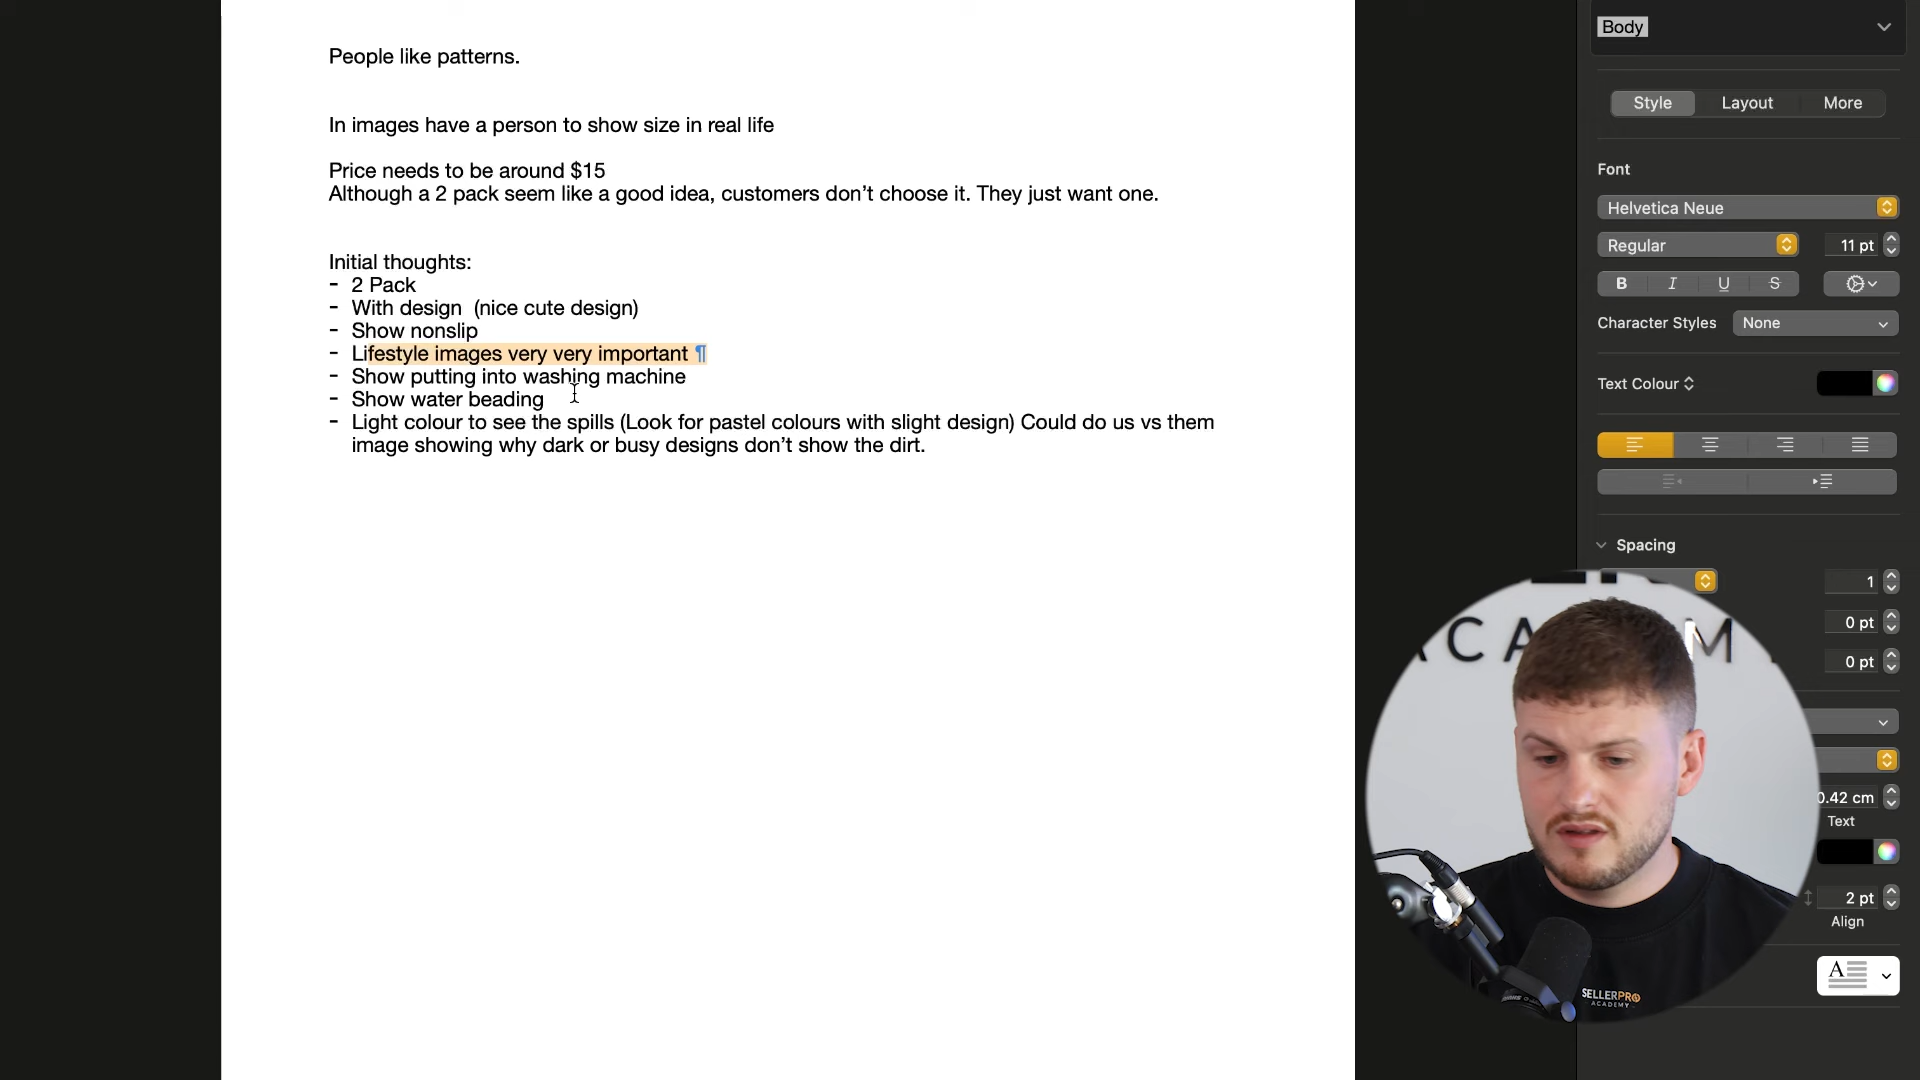 People like patterns.
In images have a person to show size in real life
Price needs to be around $15
Although a 2 pack seem like a good idea, customers don’t choose it. They just want one.
Initial thoughts:
- 2 Pack
- With design  (nice cute design)
- Show nonslip
- Lifestyle images very very important ¶
- Show putting into washing machine
- Show water beading
- Light colour to see the spills (Look for pastel colours with slight design) Could do us vs them
image showing why dark or busy designs don’t show the dirt.
Body
Style Layout More
Font
Helvetica Neue
Regular 11 pt
B I U S
Character Styles None
Text Colour
Spacing
1
0 pt
0 pt
0.42 cm
Text
2 pt
Align
A
SELLERPRO
ACADEMY